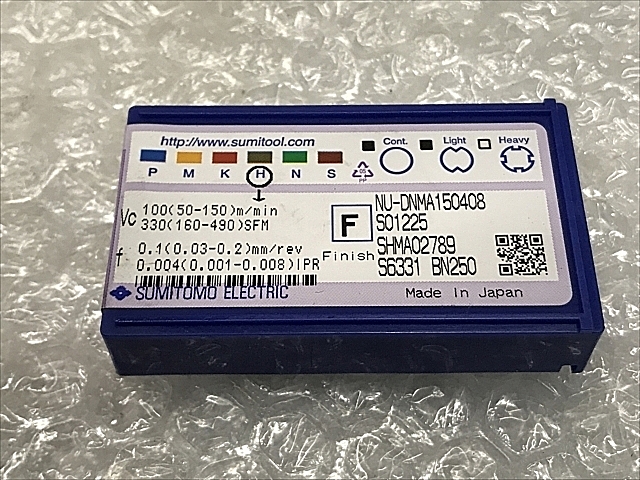 http://www.sumitool.com
Cont. Light Heavy
P M K H N S
PP
Vc 100(50-150)m/min
330(160-490)SFM
f 0.1(0.03-0.2)mm/rev
0.004(0.001-0.008)IPR
F
Finish
NU-DNMA150408
S01225
SHMA02789
S6331 BN250
SUMITOMO ELECTRIC
Made In Japan